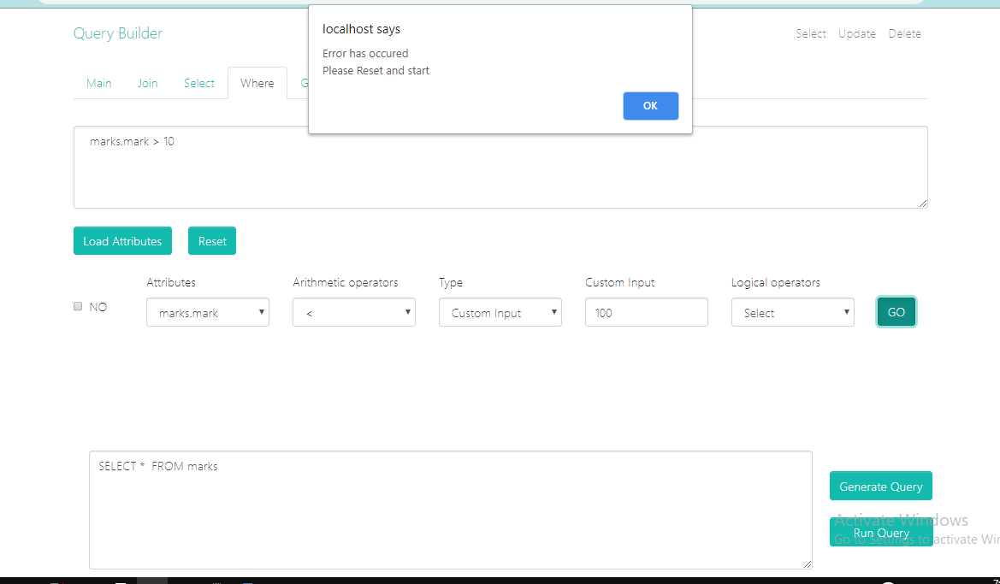 localhost says
Error has occured
Please Reset and start
OK
Query Builder
Select Update Delete
Main Join Select Where G
marks.mark > 10
Load Attributes Reset
Attributes Arithmetic operators Type Custom Input Logical operators
NO marks.mark < Custom Input 100 Select GO
SELECT * FROM marks
Generate Query
Activate Windows
Run Query
Go to Settings to activate Wir